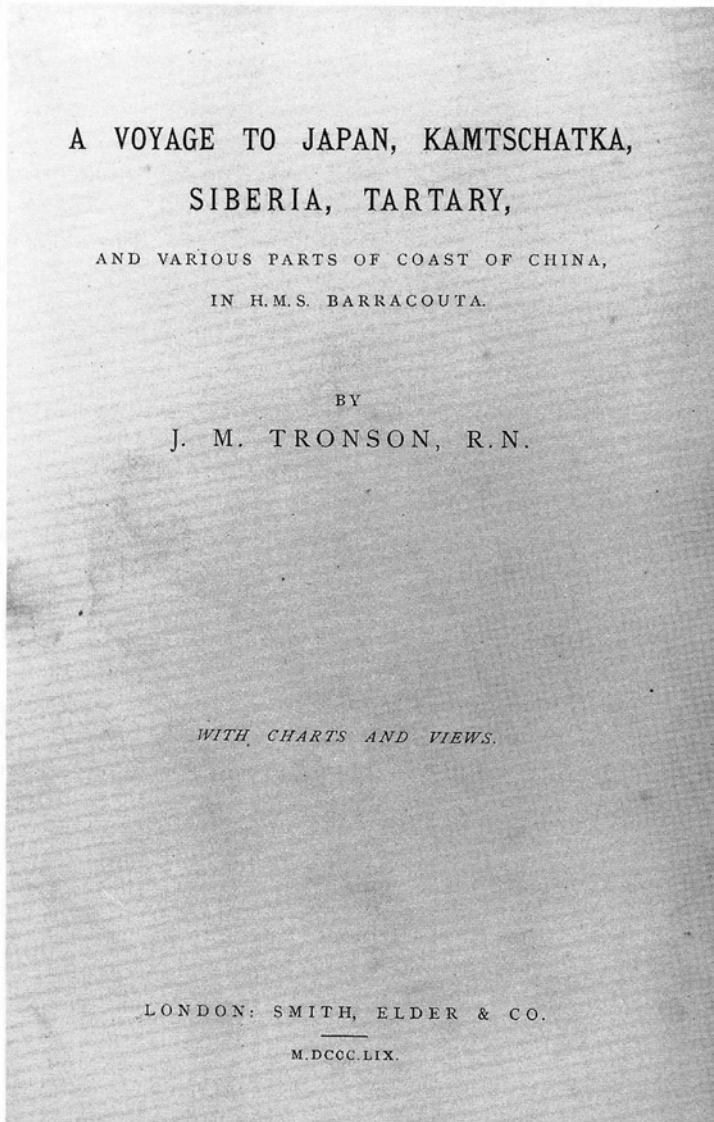 A VOYAGE TO JAPAN, KAMTSCHATKA,
SIBERIA, TARTARY,
AND VARIOUS PARTS OF COAST OF CHINA,
IN H.M.S. BARRACOUTA.
BY
J. M. TRONSON, R.N.
WITH CHARTS AND VIEWS.
LONDON: SMITH, ELDER & CO.
M.DCCC.LIX.